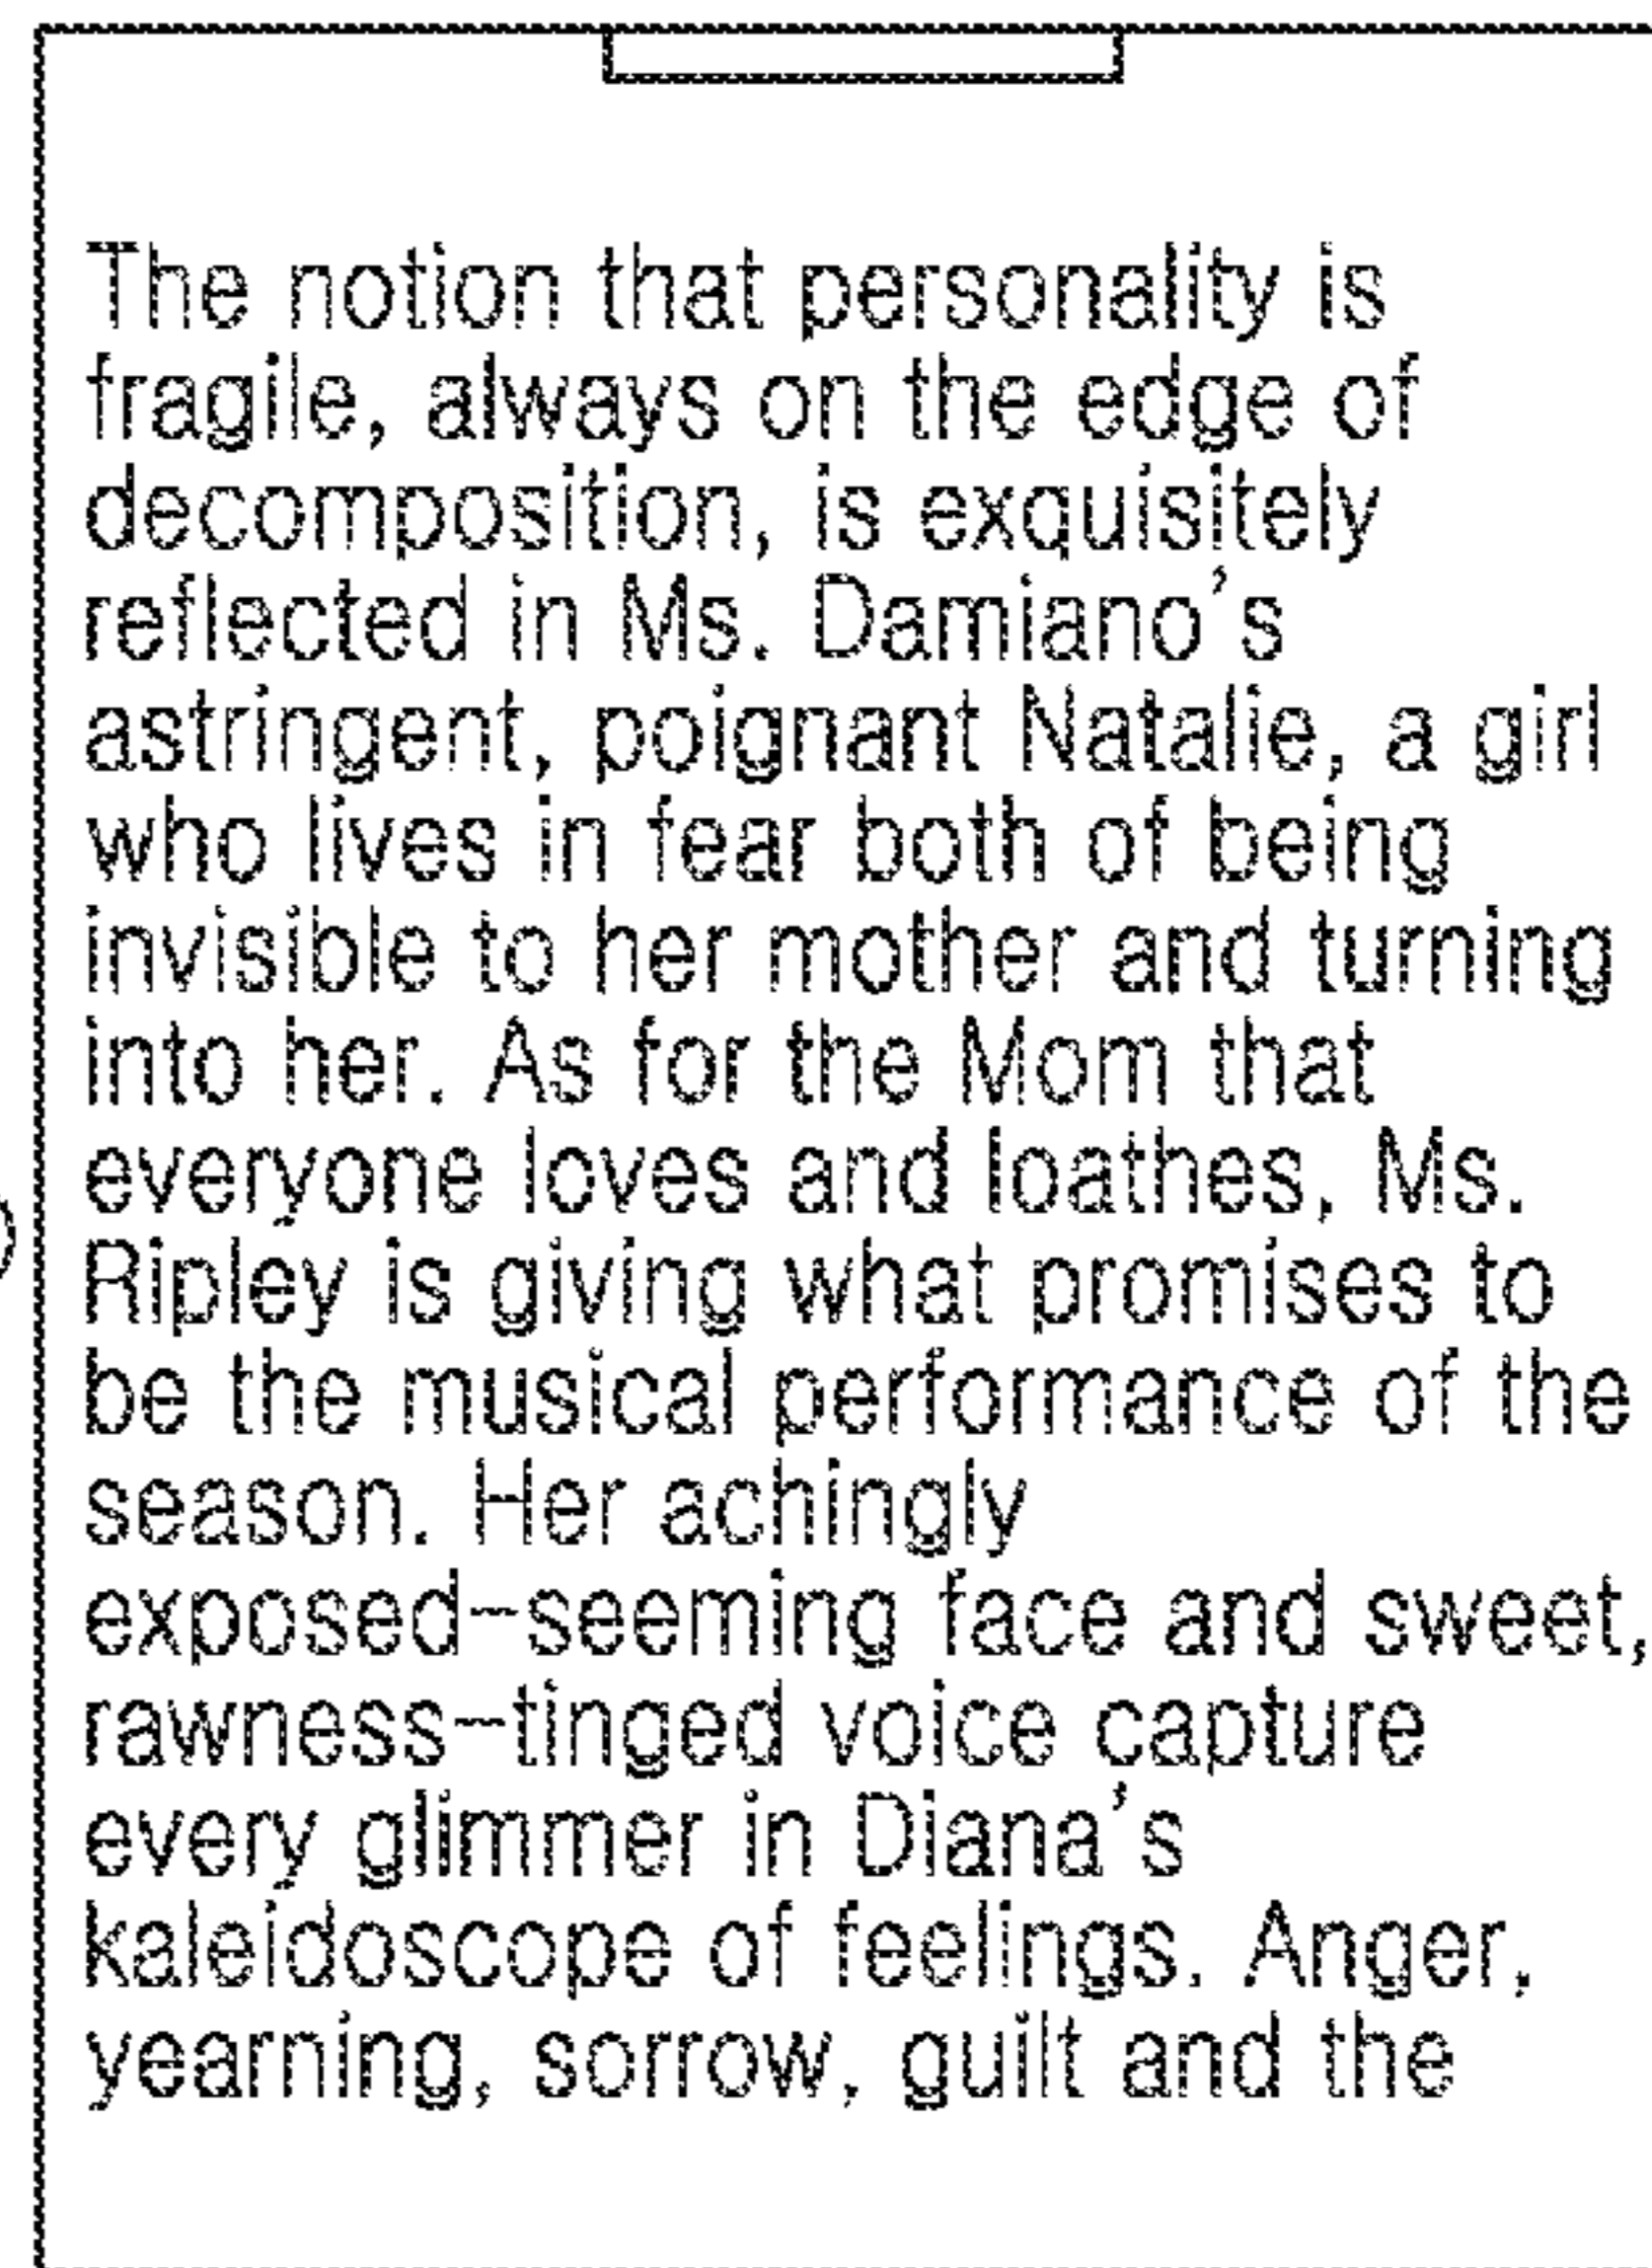 The notion that personality is
fragile, always on the edge of
decomposition, is exquisitely
reflected in Ms. Damiano's
astringent, poignant Natalie, a girl
who lives in fear both of being
invisible to her mother and turning
into her. As for the Mom that
everyone loves and loathes, Ms.
Ripley is giving what promises to
be the musical performance of the
season. Her achingly
exposed-seeming face and sweet,
rawness-tinged voice capture
every glimmer in Diana's
kaleidoscope of feelings. Anger,
yearning, sorrow, guilt and the